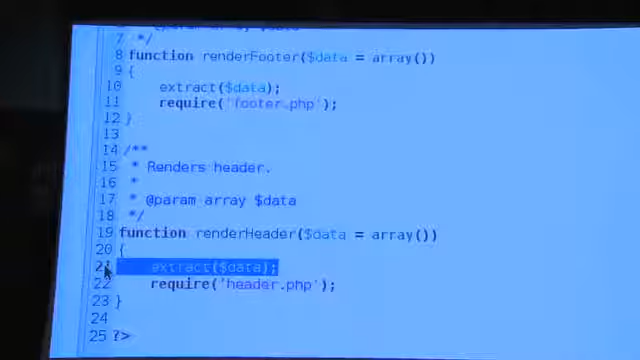 7 */
8 function renderFooter($data = array())
9 {
10 extract($data);
11 require('footer.php');
12 }
13
14 /**
15 * Renders header.
16 *
17 * @param array $data
18 */
19 function renderHeader($data = array())
20 {
21 extract($data);
22 require('header.php');
23 }
24
25 ?>